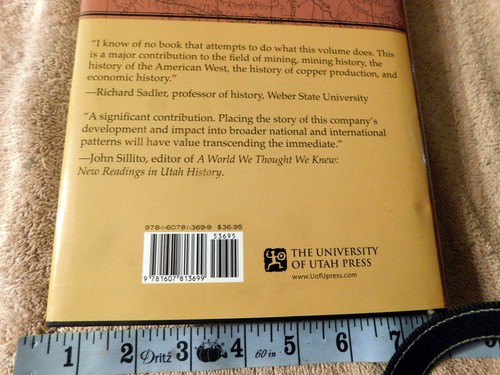 "I know of no book that attempts to do what this volume does. This
is a major contribution to the field of mining, mining history, the
history of the American West, the history of copper production, and
economic history."
—Richard Sadler, professor of history, Weber State University
"A significant contribution. Placing the story of this company's
development and impact into broader national and international
patterns will have value transcending the immediate."
—John Sillito, editor of A World We Thought We Knew:
New Readings in Utah History.
978-1-60781-369-9 $36.95
53695
9 781607 813699
THE UNIVERSITY
OF UTAH PRESS
www.UofUpress.com
1 2 Dritz 3 4 60 in 5 6 7